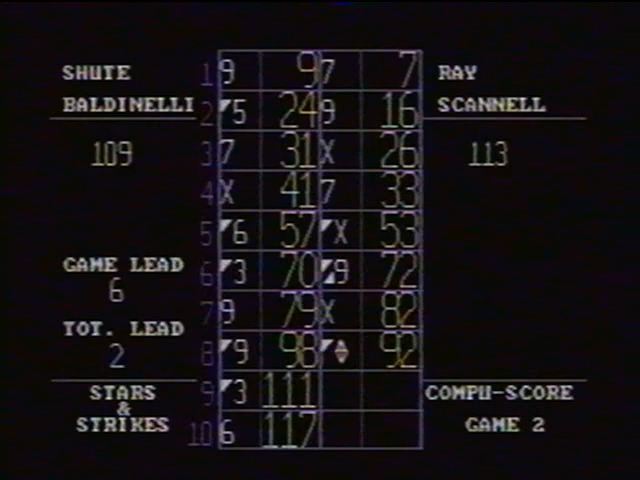 SHUTE
BALDINELLI
109
GAME LEAD
6
TOT. LEAD
2
STARS
&
STRIKES
1 9 9 7 7
2 5 24 9 16
3 7 31 X 26
4 X 41 7 33
5 6 57 X 53
6 3 70 9 72
7 9 79 X 82
8 9 98 92
9 3 111
10 6 117
RAY
SCANNELL
113
COMPU-SCORE
GAME 2